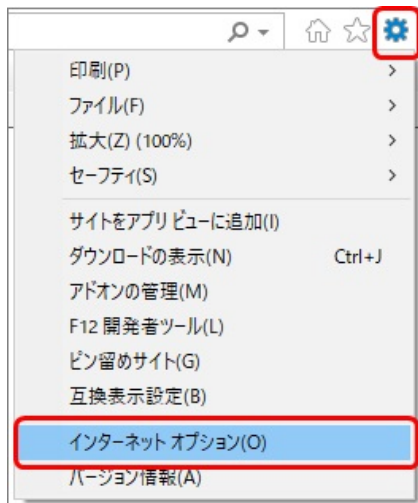 印刷(P)
ファイル(F)
拡大(Z) (100%)
セーフティ(S)
サイトをアプリ ビューに追加(I)
ダウンロードの表示(N) Ctrl+J
アドオンの管理(M)
F12 開発者ツール(L)
ピン留めサイト(G)
互換表示設定(B)
インターネット オプション(O)
バージョン情報(A)